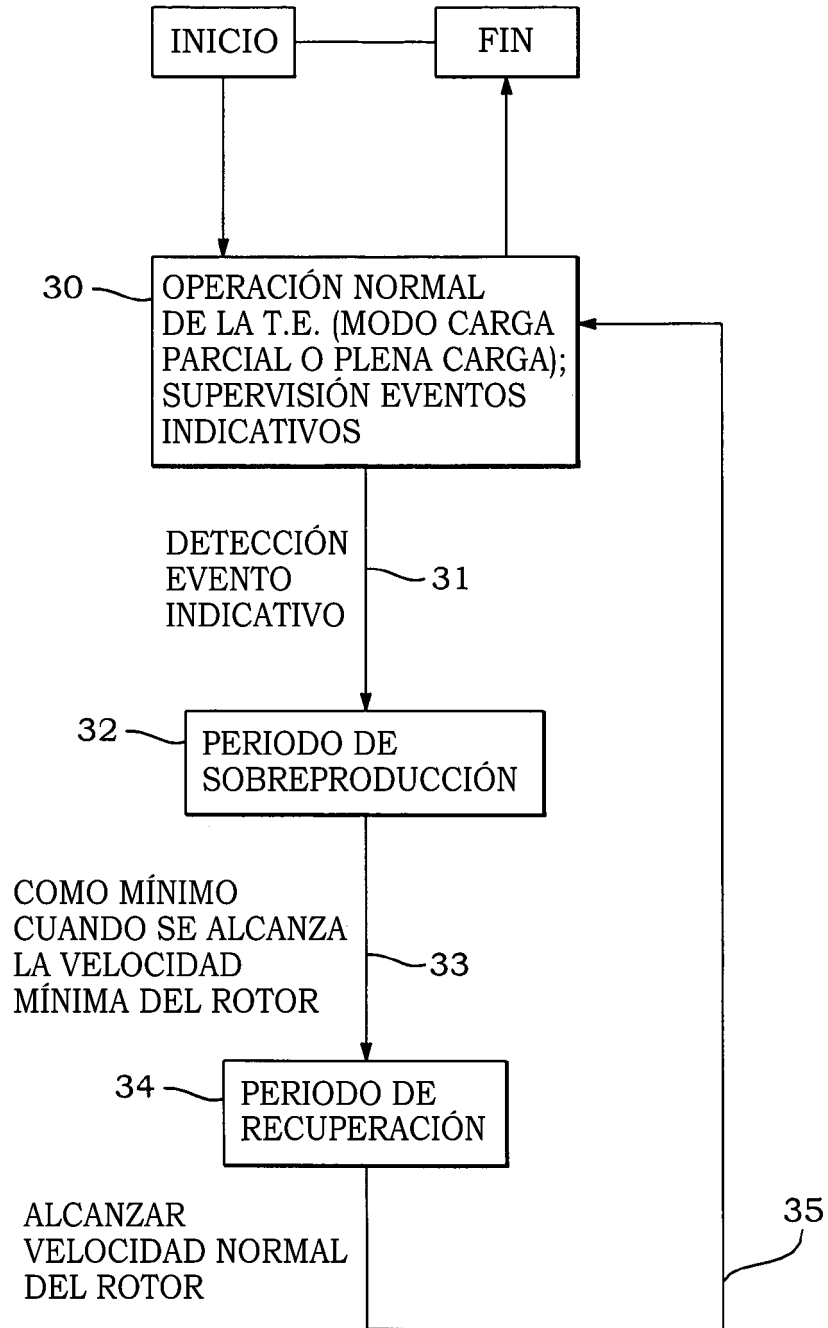 INICIO
FIN
30
OPERACIÓN NORMAL
DE LA T.E. (MODO CARGA
PARCIAL O PLENA CARGA);
SUPERVISIÓN EVENTOS
INDICATIVOS
DETECCIÓN
EVENTO
INDICATIVO
31
32
PERIODO DE
SOBREPRODUCCIÓN
COMO MÍNIMO
CUANDO SE ALCANZA
LA VELOCIDAD
MÍNIMA DEL ROTOR
33
34
PERIODO DE
RECUPERACIÓN
ALCANZAR
VELOCIDAD NORMAL
DEL ROTOR
35